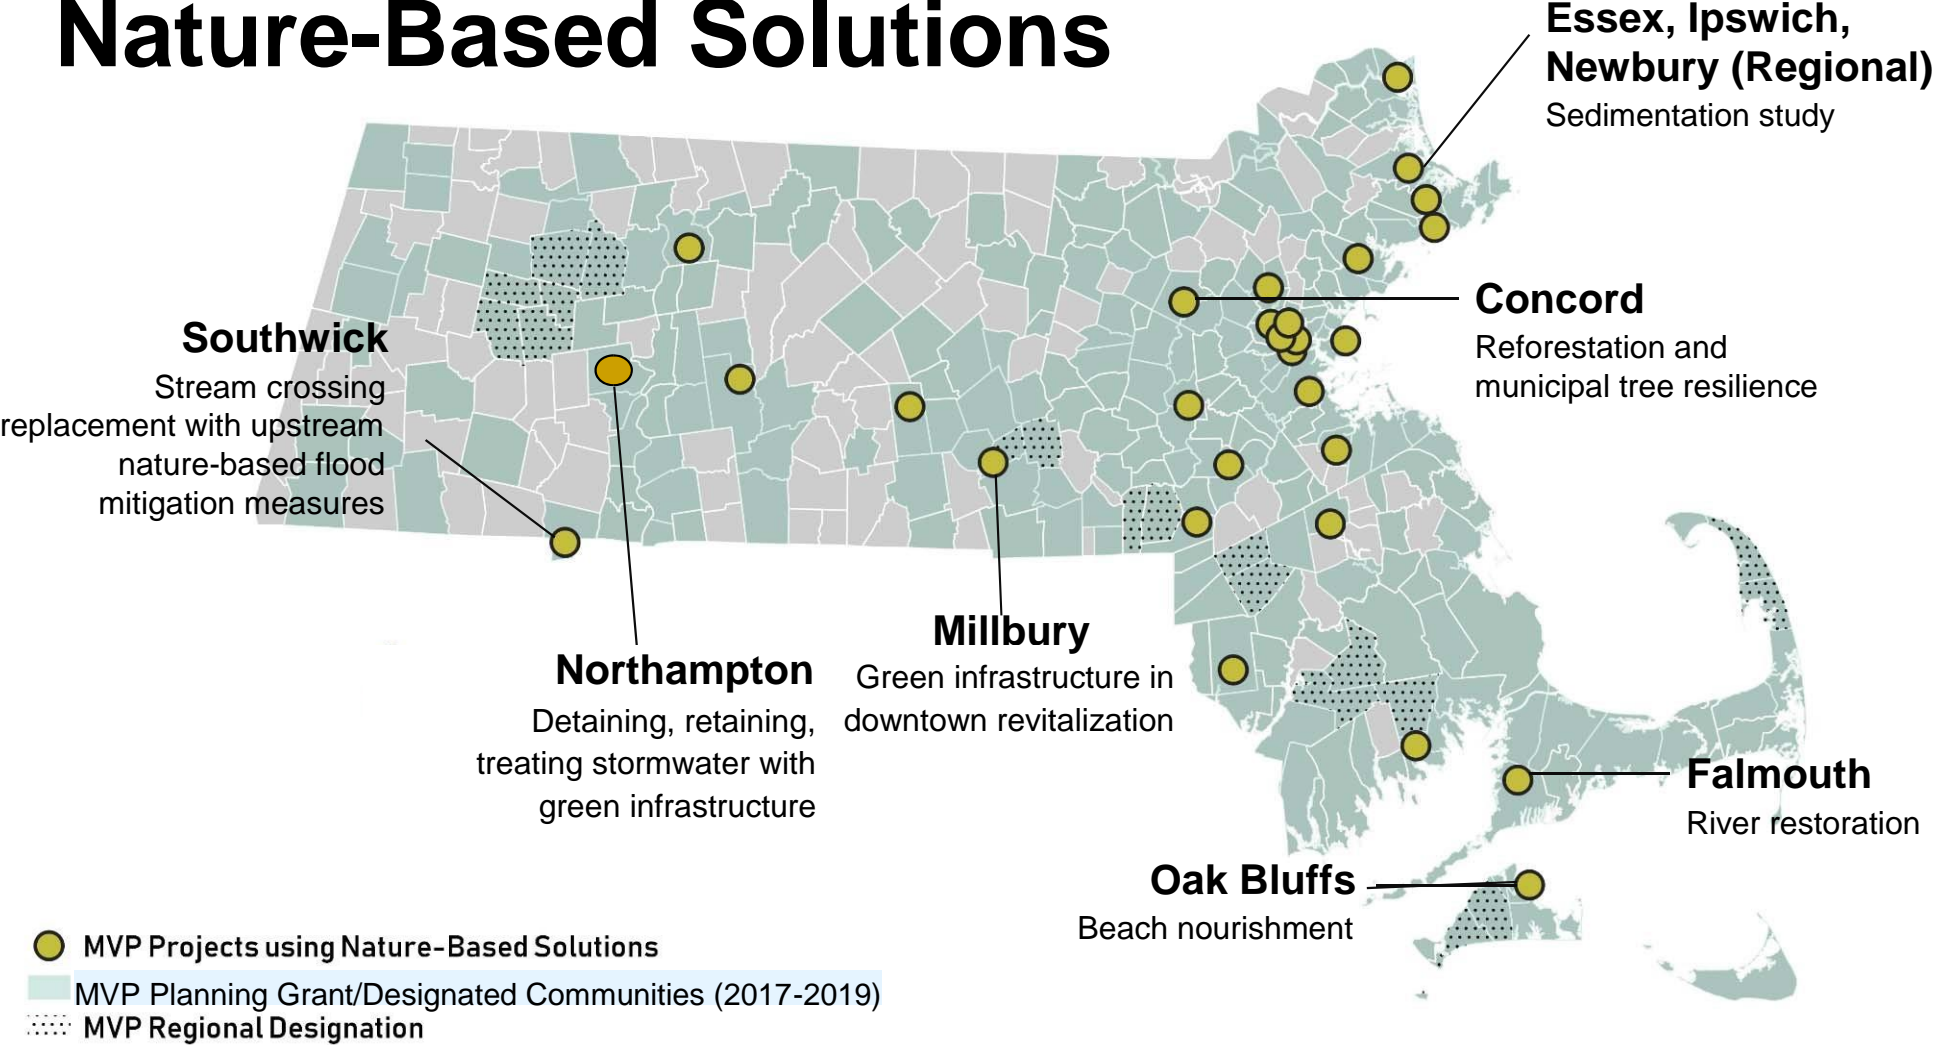 Nature-Based Solutions
Essex, Ipswich,
Newbury (Regional)
Sedimentation study
Concord
Reforestation and
municipal tree resilience
Southwick
Stream crossing
replacement with upstream
nature-based flood
mitigation measures
Northampton
Detaining, retaining,
treating stormwater with
green infrastructure
Millbury
Green infrastructure in
downtown revitalization
Falmouth
River restoration
Oak Bluffs
Beach nourishment
MVP Projects using Nature-Based Solutions
MVP Planning Grant/Designated Communities (2017-2019)
MVP Regional Designation